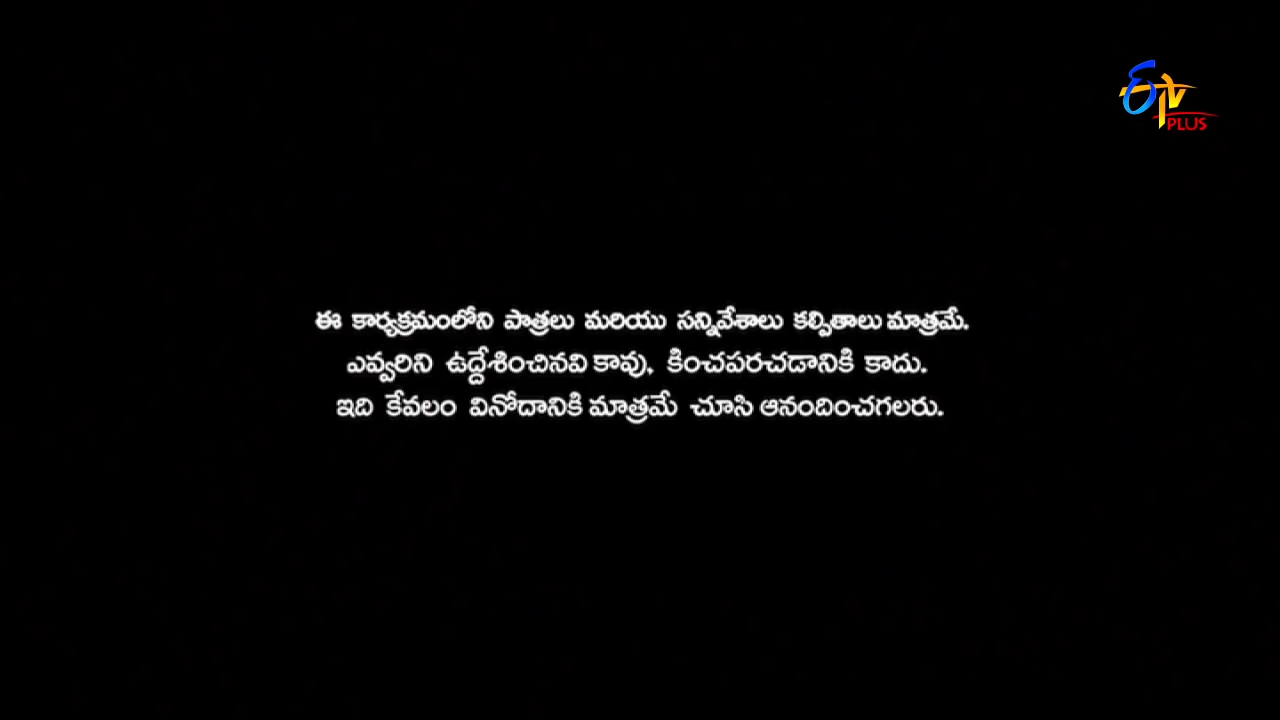 ETV
PLUS
ఈ కార్యక్రమంలోని పాత్రలు మరియు సన్నివేశాలు కల్పితాలు మాత్రమే.
ఎవ్వరిని ఉద్దేశించినవి కావు, కించపరచడానికి కాదు.
ఇది కేవలం వినోదానికి మాత్రమే చూసి ఆనందించగలరు.